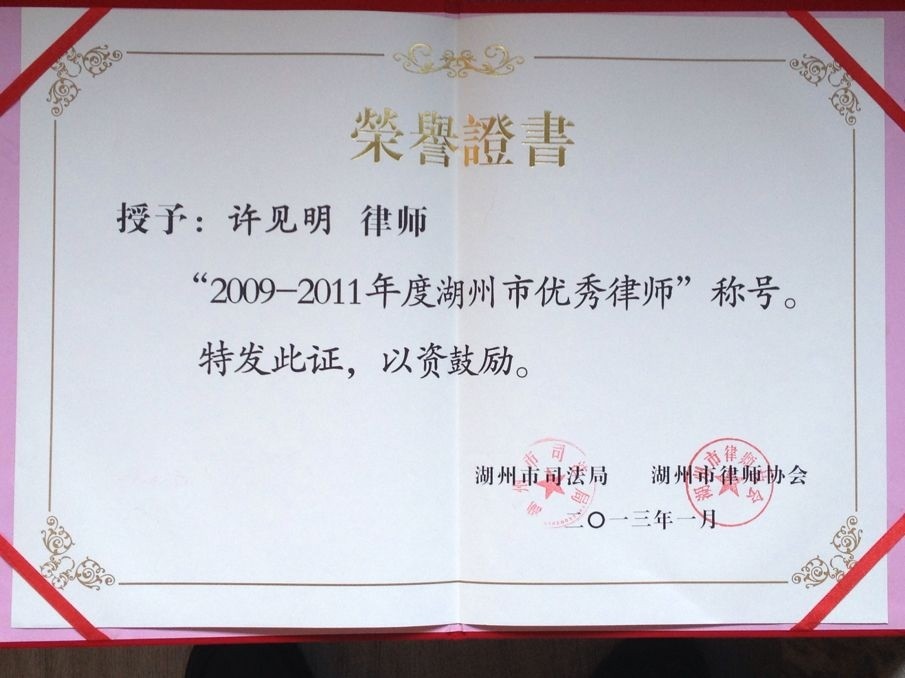 榮譽證書
授予：许见明 律师
“2009-2011年度湖州市优秀律师”称号。
特发此证，以资鼓励。
湖州市司法局 湖州市律师协会
二〇一三年一月